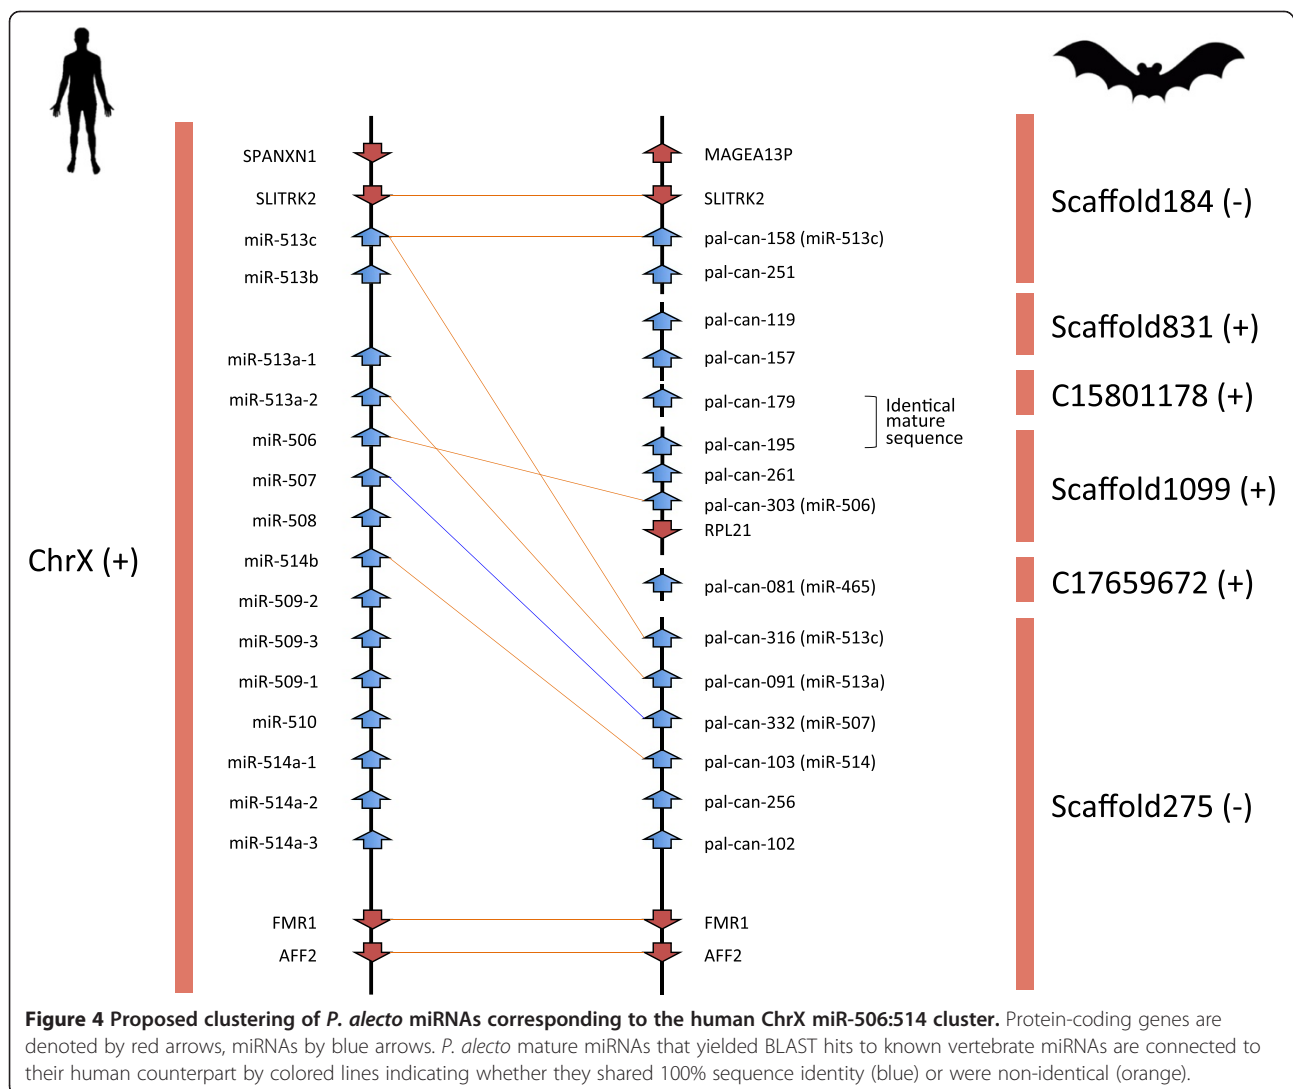 SPANXN1
SLITRK2
miR-513c
miR-513b
miR-513a-1
miR-513a-2
miR-506
miR-507
miR-508
miR-514b
miR-509-2
miR-509-3
miR-509-1
miR-510
miR-514a-1
miR-514a-2
miR-514a-3
FMR1
AFF2
ChrX (+)
MAGEA13P
SLITRK2
pal-can-158 (miR-513c)
pal-can-251
pal-can-119
pal-can-157
pal-can-179
pal-can-195
pal-can-261
pal-can-303 (miR-506)
RPL21
pal-can-081 (miR-465)
pal-can-316 (miR-513c)
pal-can-091 (miR-513a)
pal-can-332 (miR-507)
pal-can-103 (miR-514)
pal-can-256
pal-can-102
FMR1
AFF2
Identical
mature
sequence
Scaffold184 (-)
Scaffold831 (+)
C15801178 (+)
Scaffold1099 (+)
C17659672 (+)
Scaffold275 (-)
Figure 4 Proposed clustering of P. alecto miRNAs corresponding to the human ChrX miR-506:514 cluster. Protein-coding genes are
denoted by red arrows, miRNAs by blue arrows. P. alecto mature miRNAs that yielded BLAST hits to known vertebrate miRNAs are connected to
their human counterpart by colored lines indicating whether they shared 100% sequence identity (blue) or were non-identical (orange).